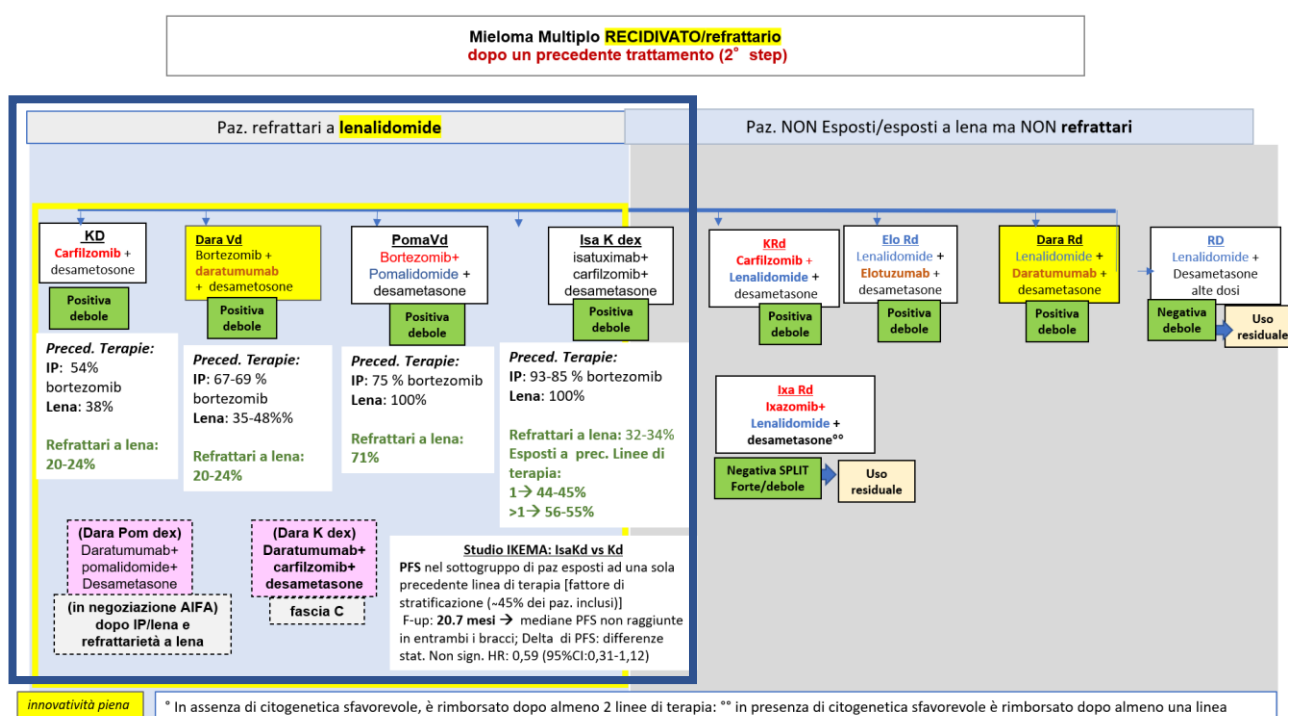 Mieloma Multiplo RECIDIVATO/refrattario
dopo un precedente trattamento (2° step)
Paz. refrattari a lenalidomide
Paz. NON Esposti/esposti a lena ma NON refrattari
KD
Carfilzomib +
desametosone
Positiva
debole
Preced. Terapie:
IP: 54%
bortezomib
Lena: 38%
Refrattari a lena:
20-24%
Dara Vd
Bortezomib +
daratumumab
+ desametosone
Positiva
debole
Preced. Terapie:
IP: 67-69 %
bortezomib
Lena: 35-48%%
Refrattari a lena:
20-24%
PomaVd
Bortezomib+
Pomalidomide +
desametasone
Positiva
debole
Preced. Terapie:
IP: 75 % bortezomib
Lena: 100%
Refrattari a lena:
71%
Isa K dex
isatuximab+
carfilzomib+
desametasone
Positiva
debole
Preced. Terapie:
IP: 93-85 % bortezomib
Lena: 100%
Refrattari a lena: 32-34%
Esposti a prec. Linee di
terapia:
1→ 44-45%
>1→ 56-55%
KRd
Carfilzomib +
Lenalidomide +
desametasone
Positiva
debole
Elo Rd
Lenalidomide +
Elotuzumab +
desametasone
Positiva
debole
Dara Rd
Lenalidomide +
Daratumumab +
desametasone
Positiva
debole
RD
Lenalidomide +
Desametasone
alte dosi
Negativa
debole
Uso
residuale
Ixa Rd
Ixazomib+
Lenalidomide +
desametasone°°
Negativa SPLIT
Forte/debole
Uso
residuale
(Dara Pom dex)
Daratumumab+
pomalidomide+
Desametasone
(in negoziazione AIFA)
dopo IP/lena e
refrattarietà a lena
(Dara K dex)
Daratumumab+
carfilzomib+
desametasone
fascia C
Studio IKEMA: IsaKd vs Kd
PFS nel sottogruppo di paz esposti ad una sola
precedente linea di terapia [fattore di
stratificazione (~45% dei paz. inclusi)]
F-up: 20.7 mesi → mediane PFS non raggiunte
in entrambi i bracci; Delta di PFS: differenze
stat. Non sign. HR: 0,59 (95%CI:0,31-1,12)
innovatività piena
° In assenza di citogenetica sfavorevole, è rimborsato dopo almeno 2 linee di terapia: °° in presenza di citogenetica sfavorevole è rimborsato dopo almeno una linea